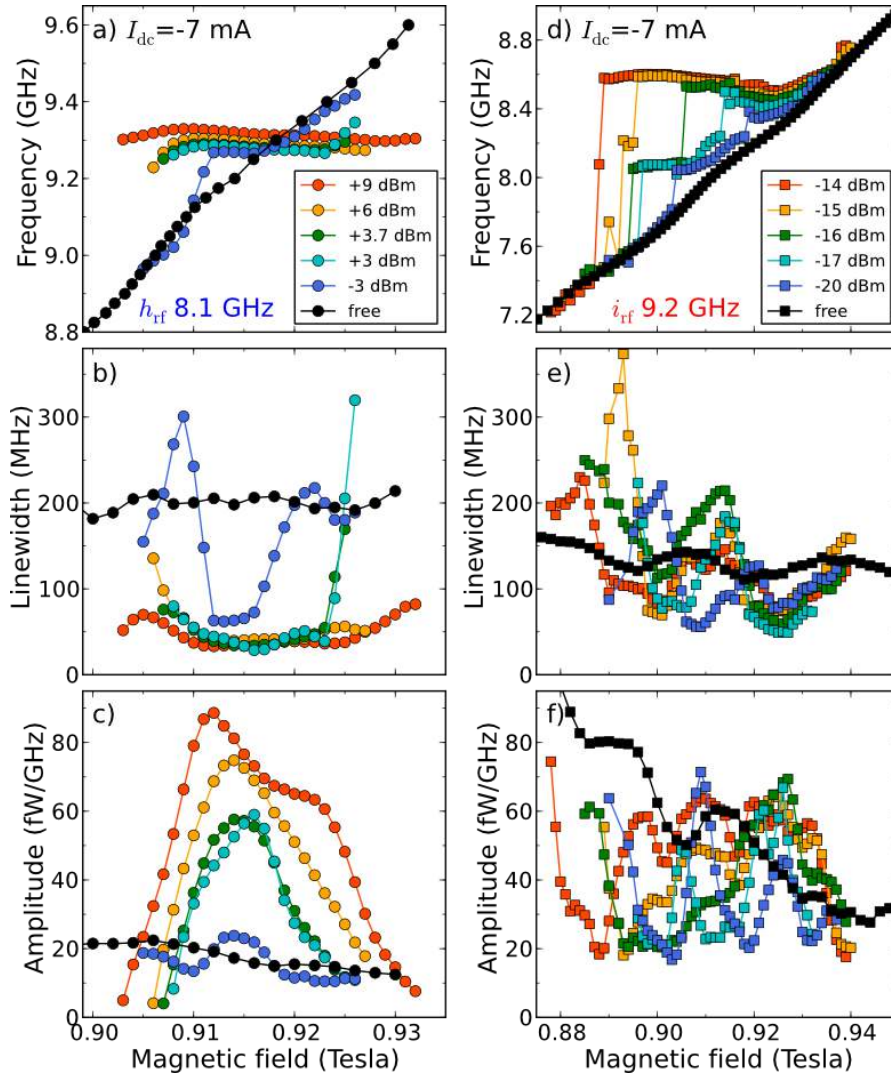 a) I_dc=-7 mA
Frequency (GHz)
9.6
9.4
9.2
9.0
8.8
+9 dBm
+6 dBm
+3.7 dBm
+3 dBm
-3 dBm
free
h_rf 8.1 GHz
d) I_dc=-7 mA
Frequency (GHz)
8.8
8.4
8.0
7.6
7.2
-14 dBm
-15 dBm
-16 dBm
-17 dBm
-20 dBm
free
i_rf 9.2 GHz
b)
Linewidth (MHz)
300
200
100
0
e)
Linewidth (MHz)
300
200
100
0
c)
Amplitude (fW/GHz)
80
60
40
20
0
0.90 0.91 0.92 0.93
Magnetic field (Tesla)
f)
Amplitude (fW/GHz)
80
60
40
20
0
0.88 0.90 0.92 0.94
Magnetic field (Tesla)